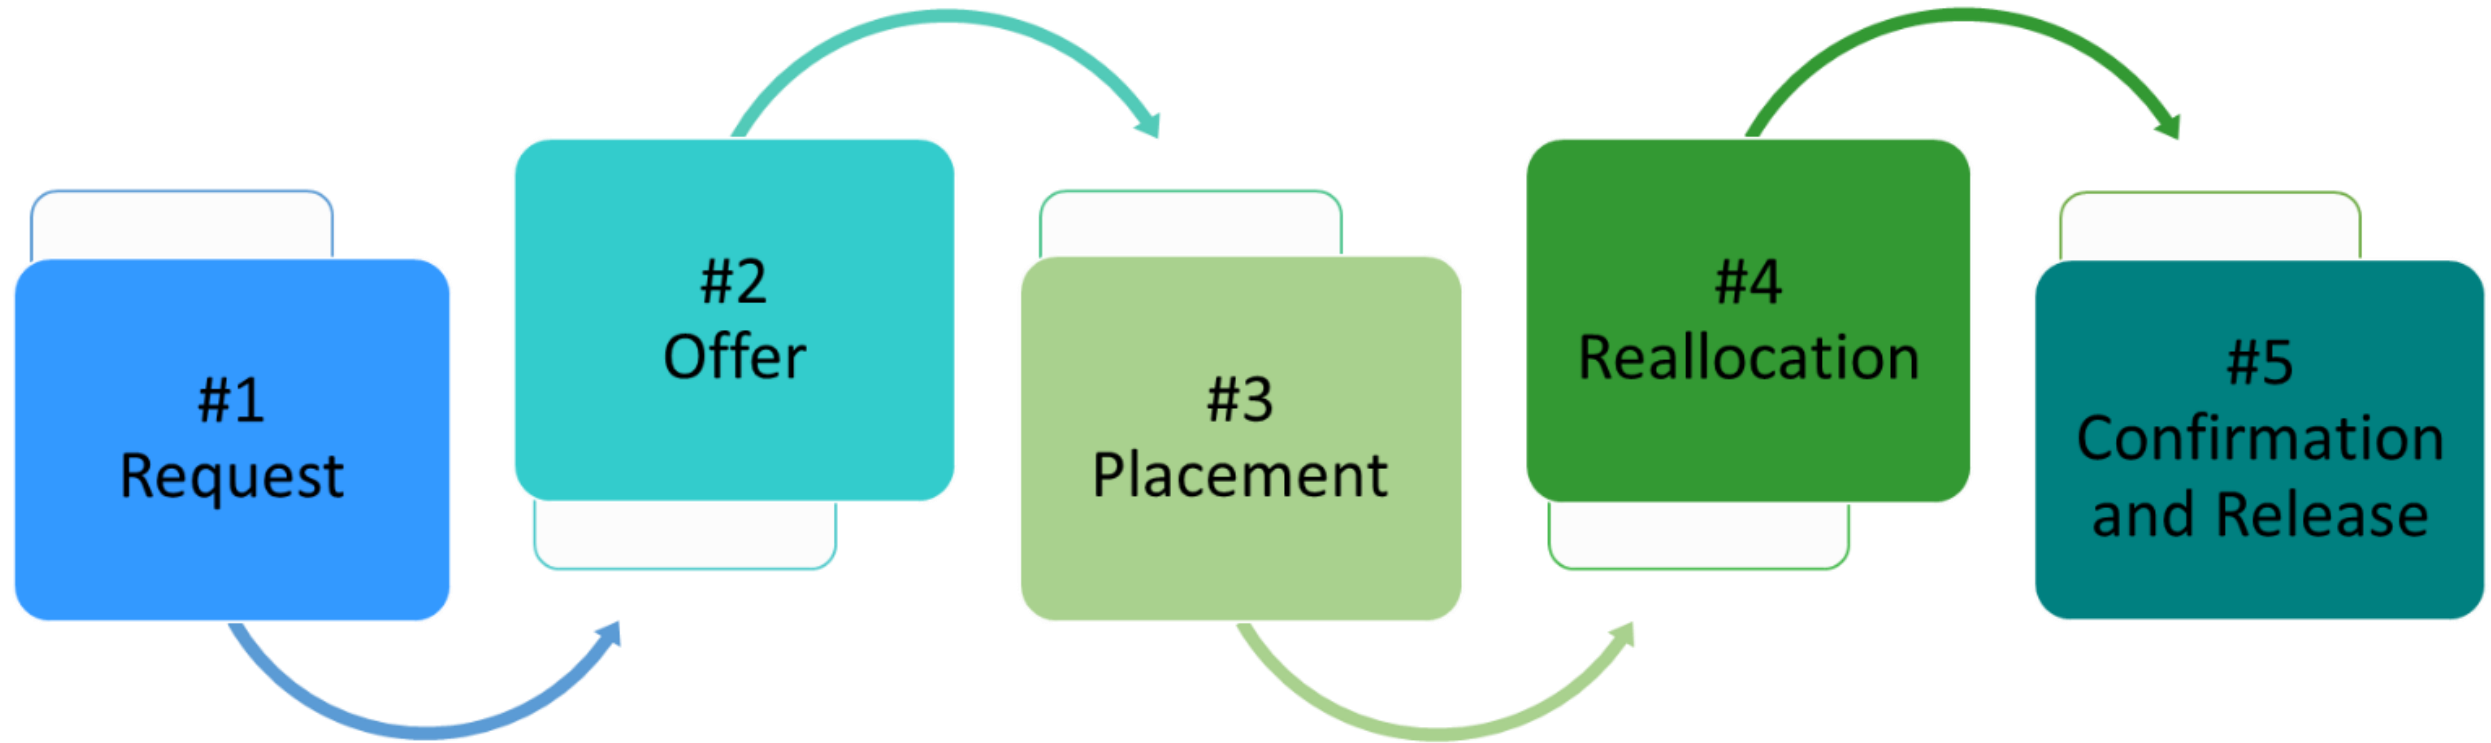 #1
Request
#2
Offer
#3
Placement
#4
Reallocation
#5
Confirmation
and Release